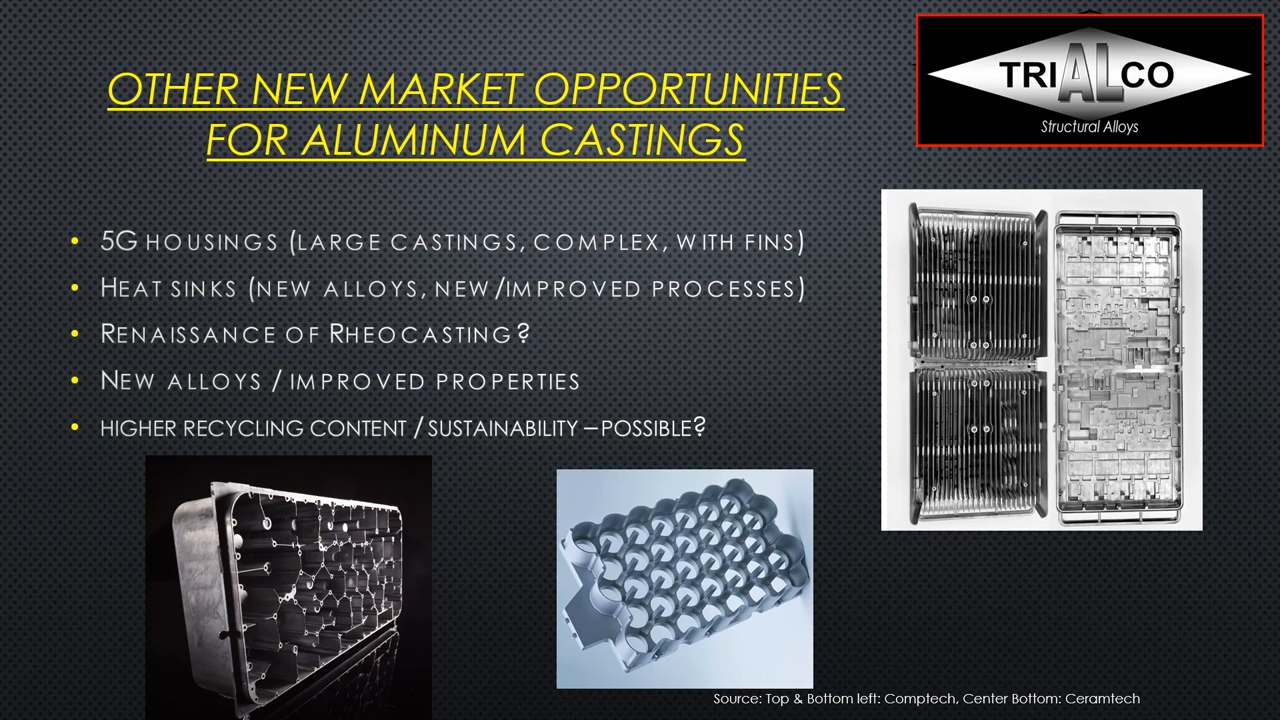 TRIALCO
Structural Alloys
OTHER NEW MARKET OPPORTUNITIES
FOR ALUMINUM CASTINGS
• 5G HOUSINGS (LARGE CASTINGS, COMPLEX, WITH FINS)
• HEAT SINKS (NEW ALLOYS, NEW/IMPROVED PROCESSES)
• RENAISSANCE OF RHEOCASTING?
• NEW ALLOYS / IMPROVED PROPERTIES
• HIGHER RECYCLING CONTENT / SUSTAINABILITY – POSSIBLE?
Source: Top & Bottom left: Comptech, Center Bottom: Ceramtech